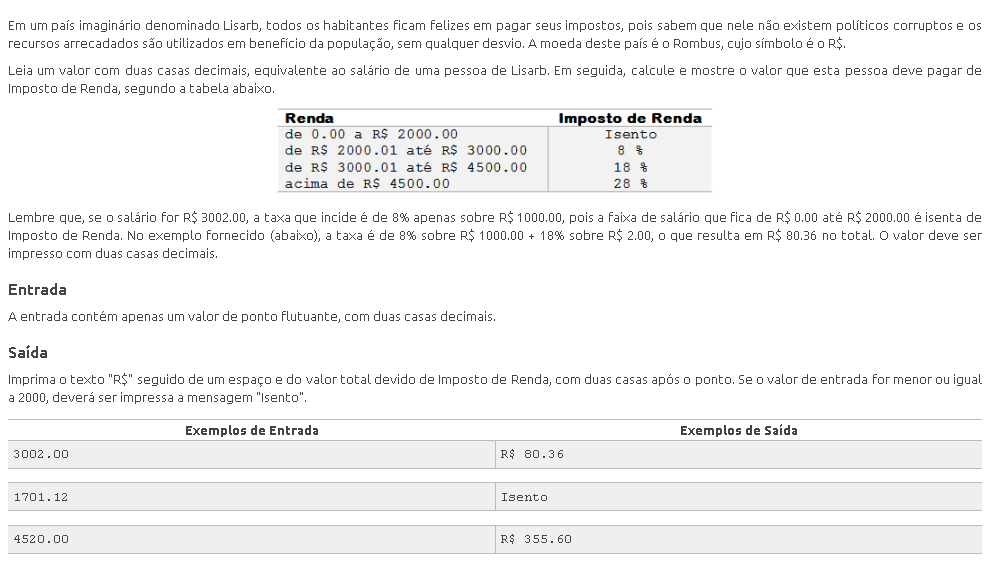 Em um país imaginário denominado Lisarb, todos os habitantes ficam felizes em pagar seus impostos, pois sabem que nele não existem políticos corruptos e os
recursos arrecadados são utilizados em benefício da população, sem qualquer desvio. A moeda deste país é o Rombus, cujo símbolo é o R$.
Leia um valor com duas casas decimais, equivalente ao salário de uma pessoa de Lisarb. Em seguida, calcule e mostre o valor que esta pessoa deve pagar de
Imposto de Renda, segundo a tabela abaixo.
Renda Imposto de Renda
de 0.00 a R$ 2000.00 Isento
de R$ 2000.01 até R$ 3000.00 8 %
de R$ 3000.01 até R$ 4500.00 18 %
acima de R$ 4500.00 28 %
Lembre que, se o salário for R$ 3002.00, a taxa que incide é de 8% apenas sobre R$ 1000.00, pois a faixa de salário que fica de R$ 0.00 até R$ 2000.00 é isenta de
Imposto de Renda. No exemplo fornecido (abaixo), a taxa é de 8% sobre R$ 1000.00 + 18% sobre R$ 2.00, o que resulta em R$ 80.36 no total. O valor deve ser
impresso com duas casas decimais.
Entrada
A entrada contém apenas um valor de ponto flutuante, com duas casas decimais.
Saída
Imprima o texto "R$" seguido de um espaço e do valor total devido de Imposto de Renda, com duas casas após o ponto. Se o valor de entrada for menor ou igual
a 2000, deverá ser impressa a mensagem "Isento".
Exemplos de Entrada Exemplos de Saída
3002.00 R$ 80.36
1701.12 Isento
4520.00 R$ 355.60